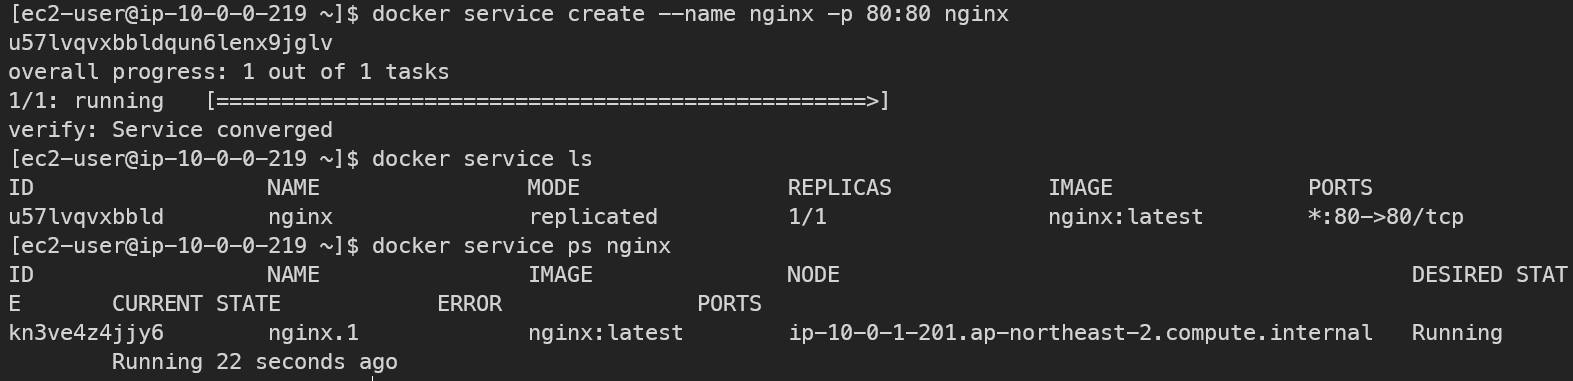 [ec2-user@ip-10-0-0-219 ~]$ docker service create --name nginx -p 80:80 nginx
u57lvqvxbbldqun6lenx9jglv
overall progress: 1 out of 1 tasks
1/1: running   [==================================================>]
verify: Service converged
[ec2-user@ip-10-0-0-219 ~]$ docker service ls
ID                  NAME                MODE                REPLICAS            IMAGE               PORTS
u57lvqvxbbld        nginx               replicated          1/1                 nginx:latest        *:80->80/tcp
[ec2-user@ip-10-0-0-219 ~]$ docker service ps nginx
ID                  NAME                IMAGE               NODE                                            DESIRED STAT
E       CURRENT STATE            ERROR               PORTS
kn3ve4z4jjy6        nginx.1             nginx:latest        ip-10-0-1-201.ap-northeast-2.compute.internal   Running
        Running 22 seconds ago